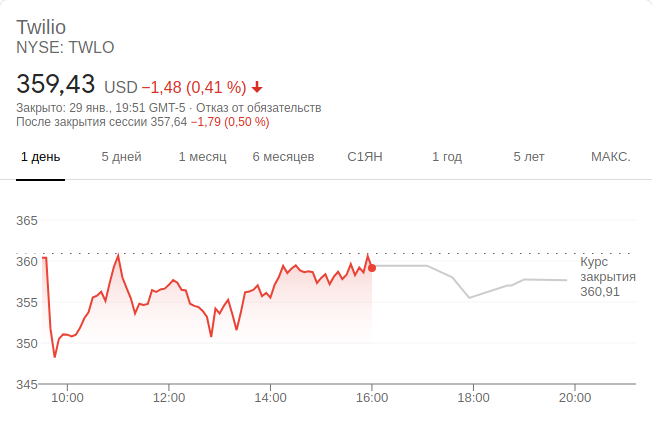 Twilio
NYSE: TWLO
359,43 USD −1,48 (0,41 %)
Закрыто: 29 янв., 19:51 GMT-5 · Отказ от обязательств
После закрытия сессии 357,64 −1,79 (0,50 %)
1 день 5 дней 1 месяц 6 месяцев С1ЯН 1 год 5 лет МАКС.
365
360
355
350
345
Курс
закрытия
360,91
10:00 12:00 14:00 16:00 18:00 20:00